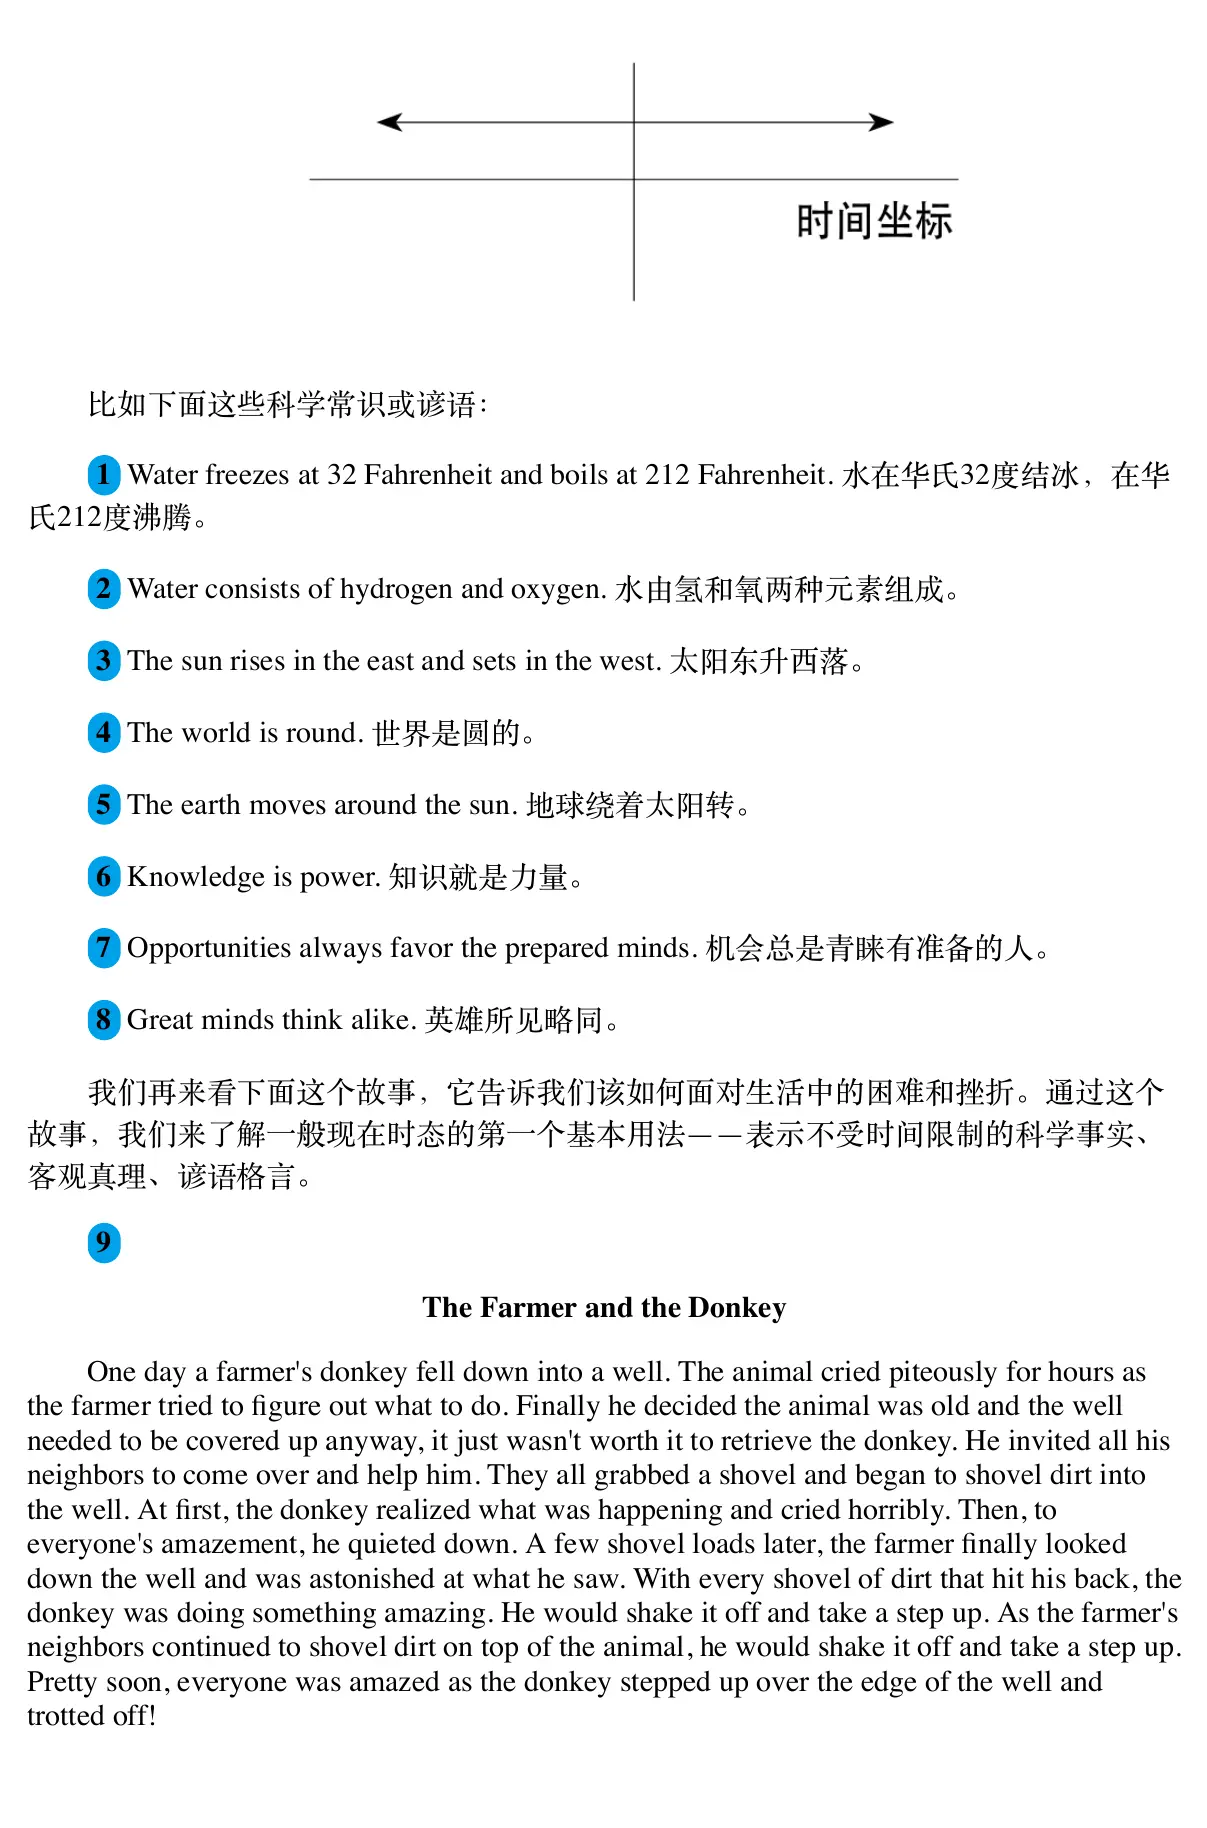 时间坐标
比如下面这些科学常识或谚语：
1 Water freezes at 32 Fahrenheit and boils at 212 Fahrenheit. 水在华氏32度结冰，在华
氏212度沸腾。
2 Water consists of hydrogen and oxygen. 水由氢和氧两种元素组成。
3 The sun rises in the east and sets in the west. 太阳东升西落。
4 The world is round. 世界是圆的。
5 The earth moves around the sun. 地球绕着太阳转。
6 Knowledge is power. 知识就是力量。
7 Opportunities always favor the prepared minds. 机会总是青睐有准备的人。
8 Great minds think alike. 英雄所见略同。
我们再来看下面这个故事，它告诉我们该如何面对生活中的困难和挫折。通过这个
故事，我们来了解一般现在时态的第一个基本用法——表示不受时间限制的科学事实、
客观真理、谚语格言。
9
The Farmer and the Donkey
One day a farmer's donkey fell down into a well. The animal cried piteously for hours as
the farmer tried to figure out what to do. Finally he decided the animal was old and the well
needed to be covered up anyway, it just wasn't worth it to retrieve the donkey. He invited all his
neighbors to come over and help him. They all grabbed a shovel and began to shovel dirt into
the well. At first, the donkey realized what was happening and cried horribly. Then, to
everyone's amazement, he quieted down. A few shovel loads later, the farmer finally looked
down the well and was astonished at what he saw. With every shovel of dirt that hit his back, the
donkey was doing something amazing. He would shake it off and take a step up. As the farmer's
neighbors continued to shovel dirt on top of the animal, he would shake it off and take a step up.
Pretty soon, everyone was amazed as the donkey stepped up over the edge of the well and
trotted off!